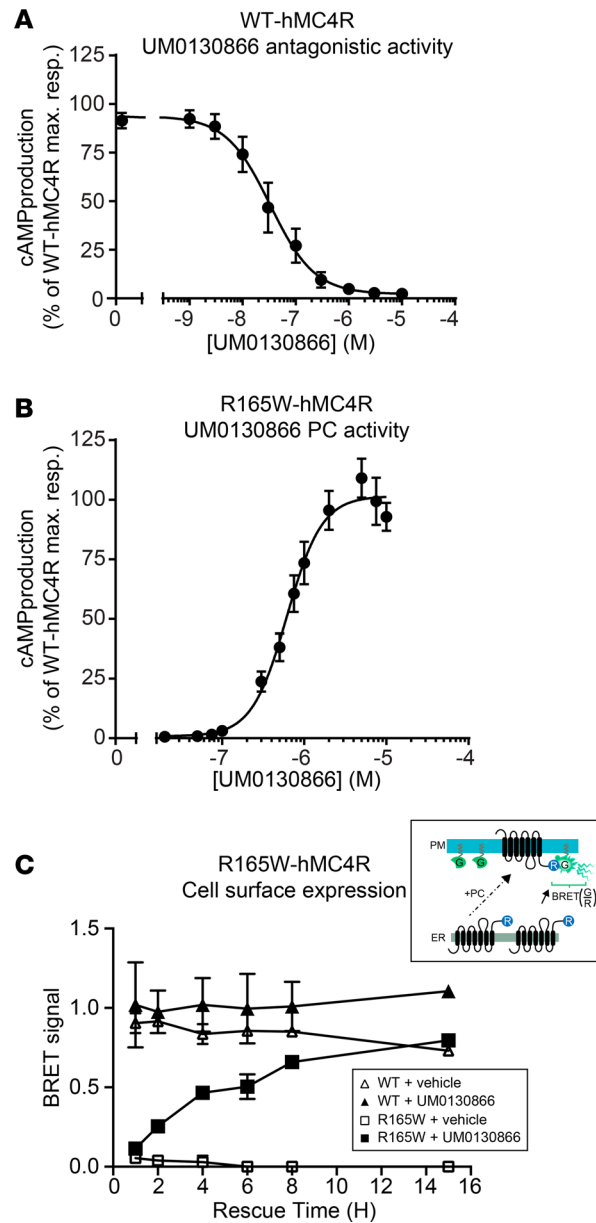 A
WT-hMC4R
UM0130866 antagonistic activity
cAMPproduction
(% of WT-hMC4R max. resp.)
125
100
75
50
25
0
0 -9 -8 -7 -6 -5 -4
[UM0130866] (M)
B
R165W-hMC4R
UM0130866 PC activity
cAMPproduction
(% of WT-hMC4R max. resp.)
125
100
75
50
25
0
0 -7 -6 -5 -4
[UM0130866] (M)
C
R165W-hMC4R
Cell surface expression
PM
G G R G
+PC
BRET(G/R)
R R
ER
BRET signal
1.5
1.0
0.5
0.0
WT + vehicle
WT + UM0130866
R165W + vehicle
R165W + UM0130866
0 2 4 6 8 10 12 14 16
Rescue Time (H)